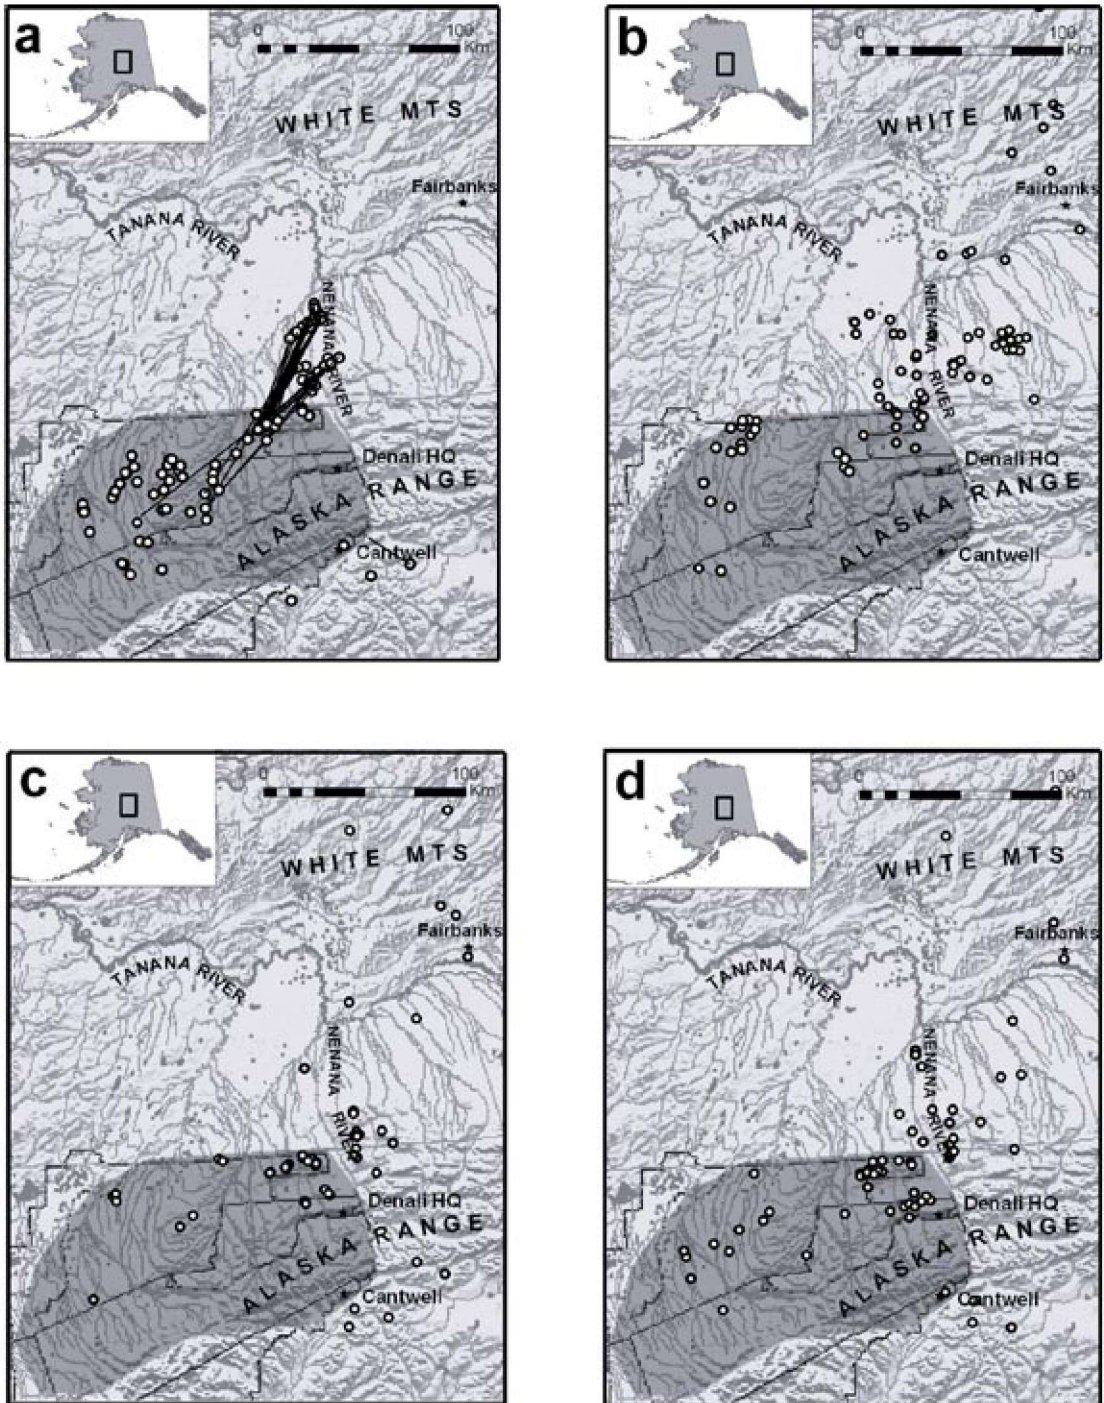 a
0 100
Km
WHITE MTS
Fairbanks
TANANA RIVER
NENANA RIVER
Denali HQ
ALASKA RANGE
Cantwell
b
0 100
Km
WHITE MTS
Fairbanks
TANANA RIVER
NENANA RIVER
Denali HQ
ALASKA RANGE
Cantwell
c
0 100
Km
WHITE MTS
Fairbanks
TANANA RIVER
NENANA RIVER
Denali HQ
ALASKA RANGE
Cantwell
d
0 100
Km
WHITE MTS
Fairbanks
TANANA RIVER
NENANA RIVER
Denali HQ
ALASKA RANGE
Cantwell